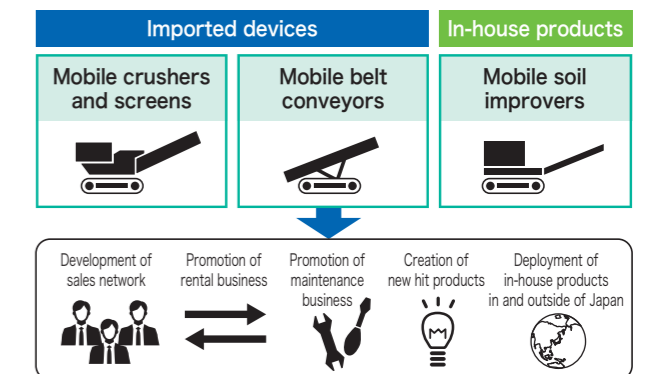 Imported devices
In-house products
Mobile crushers
and screens
Mobile belt
conveyors
Mobile soil
improvers
Development of
sales network
Promotion of
rental business
Promotion of
maintenance
business
Creation of
new hit products
Deployment of
in-house products
in and outside of Japan